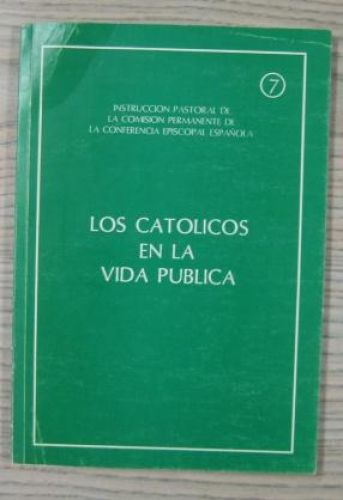 7
INSTRUCCION PASTORAL DE
LA COMISION PERMANENTE DE
LA CONFERENCIA EPISCOPAL ESPAÑOLA
LOS CATOLICOS
EN LA
VIDA PUBLICA